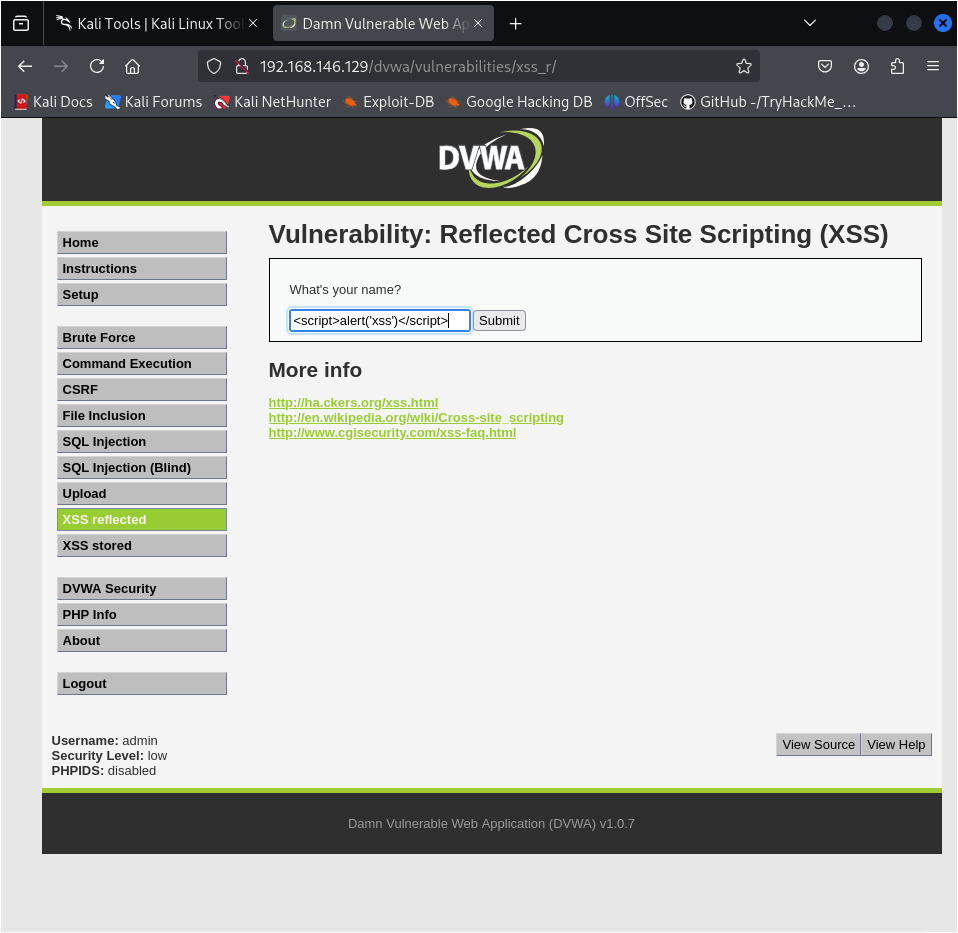 Kali Tools | Kali Linux Tool
Damn Vulnerable Web Ap
192.168.146.129/dvwa/vulnerabilities/xss_r/
Kali Docs
Kali Forums
Kali NetHunter
Exploit-DB
Google Hacking DB
OffSec
GitHub -/TryHackMe_…
DVWA
Home
Instructions
Setup
Brute Force
Command Execution
CSRF
File Inclusion
SQL Injection
SQL Injection (Blind)
Upload
XSS reflected
XSS stored
DVWA Security
PHP Info
About
Logout
Vulnerability: Reflected Cross Site Scripting (XSS)
What's your name?
<script>alert('xss')</script>
Submit
More info
http://ha.ckers.org/xss.html
http://en.wikipedia.org/wiki/Cross-site_scripting
http://www.cgisecurity.com/xss-faq.html
Username: admin
Security Level: low
PHPIDS: disabled
View Source
View Help
Damn Vulnerable Web Application (DVWA) v1.0.7